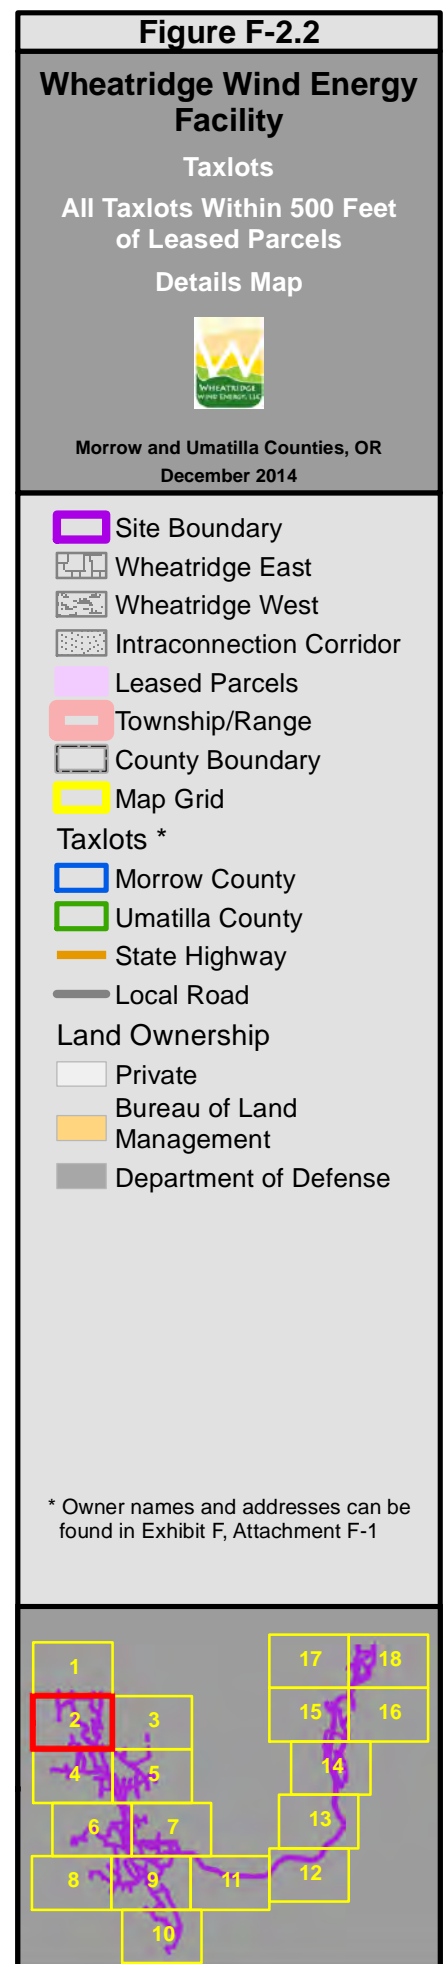 Figure F-2.2
Wheatridge Wind Energy
Facility
Taxlots
All Taxlots Within 500 Feet
of Leased Parcels
Details Map
W
WHEATRIDGE
WIND ENERGY, LLC
Morrow and Umatilla Counties, OR
December 2014
Site Boundary
Wheatridge East
Wheatridge West
Intraconnection Corridor
Leased Parcels
Township/Range
County Boundary
Map Grid
Taxlots *
Morrow County
Umatilla County
State Highway
Local Road
Land Ownership
Private
Bureau of Land
Management
Department of Defense
* Owner names and addresses can be
found in Exhibit F, Attachment F-1
1 17 18
2 3 15 16
4 5 14
6 7 13
8 9 11 12
10